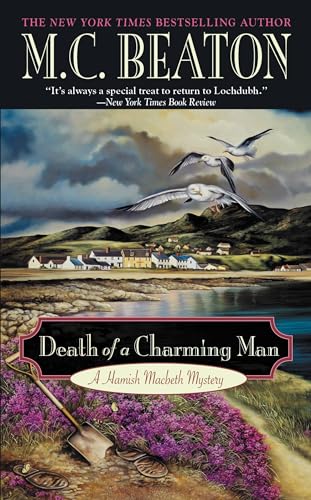 THE NEW YORK TIMES BESTSELLING AUTHOR
M.C. BEATON
“It’s always a special treat to return to Lochdubh.”
—New York Times Book Review
Death of a Charming Man
A Hamish Macbeth Mystery